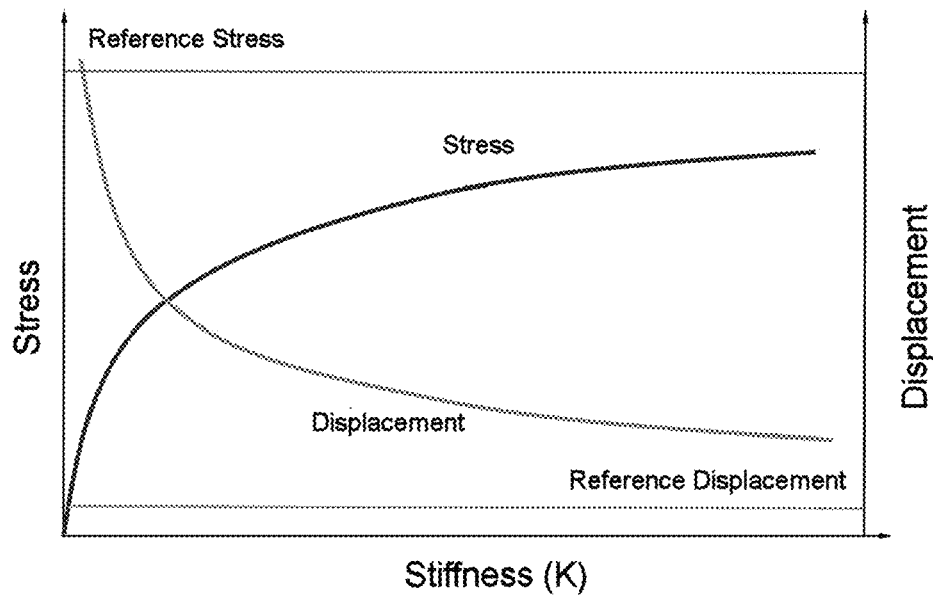 Reference Stress
Stress
Stress
Displacement
Displacement
Reference Displacement
Stiffness (K)